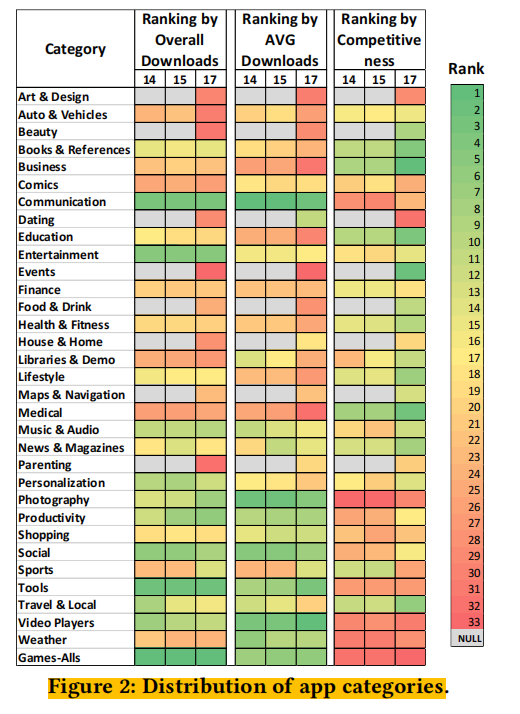 Category
Ranking by Overall Downloads
Ranking by AVG Downloads
Ranking by Competitive ness
14 15 17 14 15 17 14 15 17
Art & Design
Auto & Vehicles
Beauty
Books & References
Business
Comics
Communication
Dating
Education
Entertainment
Events
Finance
Food & Drink
Health & Fitness
House & Home
Libraries & Demo
Lifestyle
Maps & Navigation
Medical
Music & Audio
News & Magazines
Parenting
Personalization
Photography
Productivity
Shopping
Social
Sports
Tools
Travel & Local
Video Players
Weather
Games-Alls
Rank
1
2
3
4
5
6
7
8
9
10
11
12
13
14
15
16
17
18
19
20
21
22
23
24
25
26
27
28
29
30
31
32
33
NULL
Figure 2: Distribution of app categories.